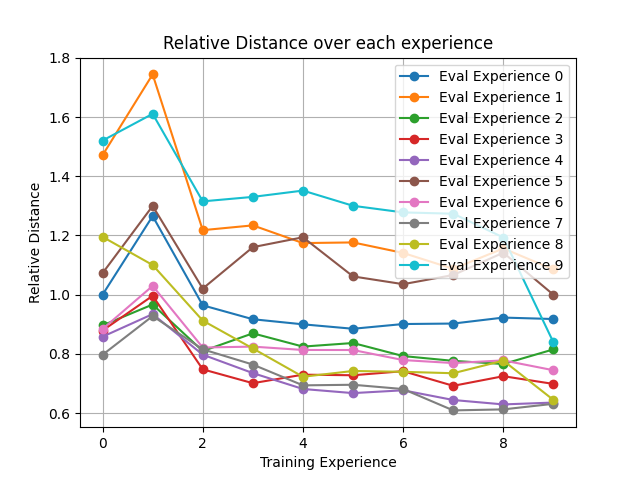 Relative Distance over each experience
1.8
1.6
1.4
1.2
1.0
0.8
0.6
Relative Distance
Eval Experience 0
Eval Experience 1
Eval Experience 2
Eval Experience 3
Eval Experience 4
Eval Experience 5
Eval Experience 6
Eval Experience 7
Eval Experience 8
Eval Experience 9
0 2 4 6 8
Training Experience